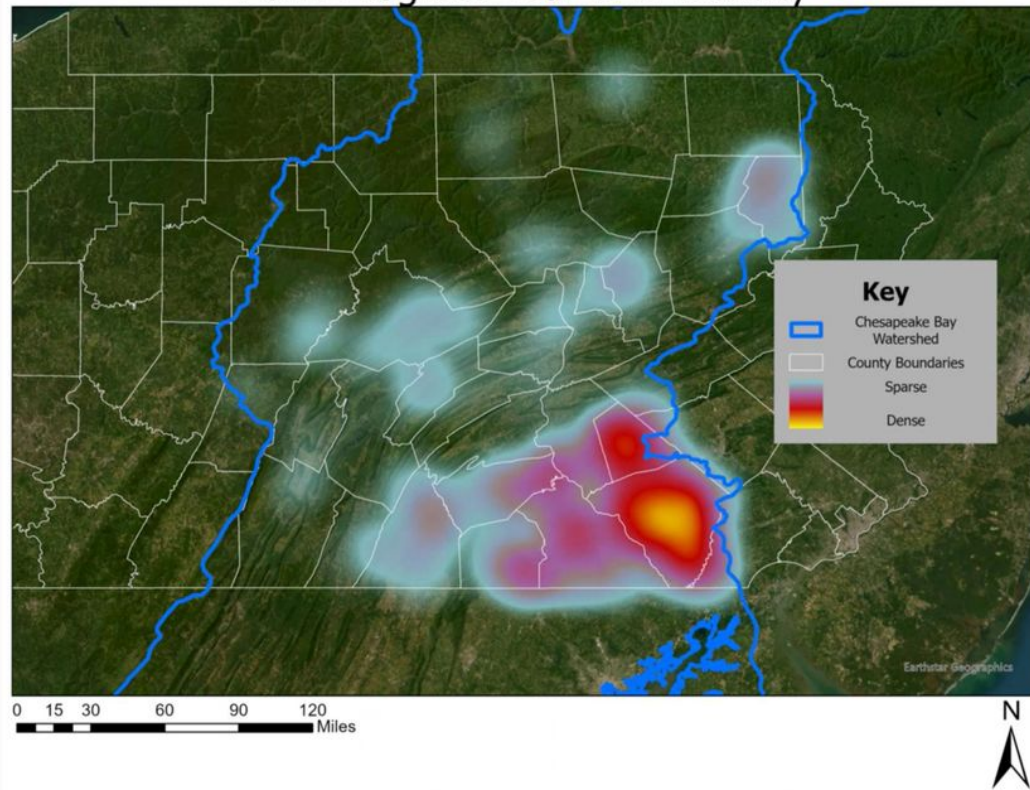 Key
Chesapeake Bay
Watershed
County Boundaries
Sparse
Dense
Earthstar Geographics
0 15 30 60 90 120
Miles
N